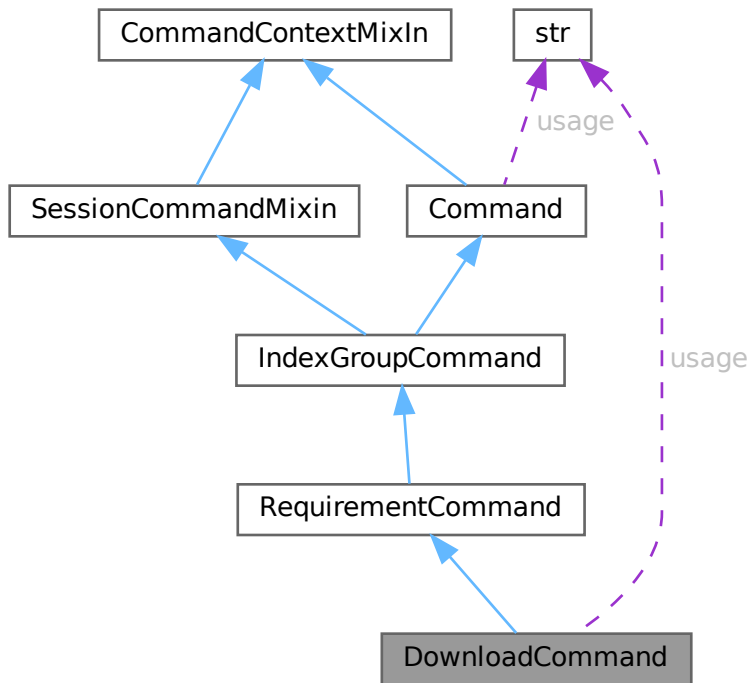 CommandContextMixIn
str
usage
SessionCommandMixin
Command
IndexGroupCommand
usage
RequirementCommand
DownloadCommand